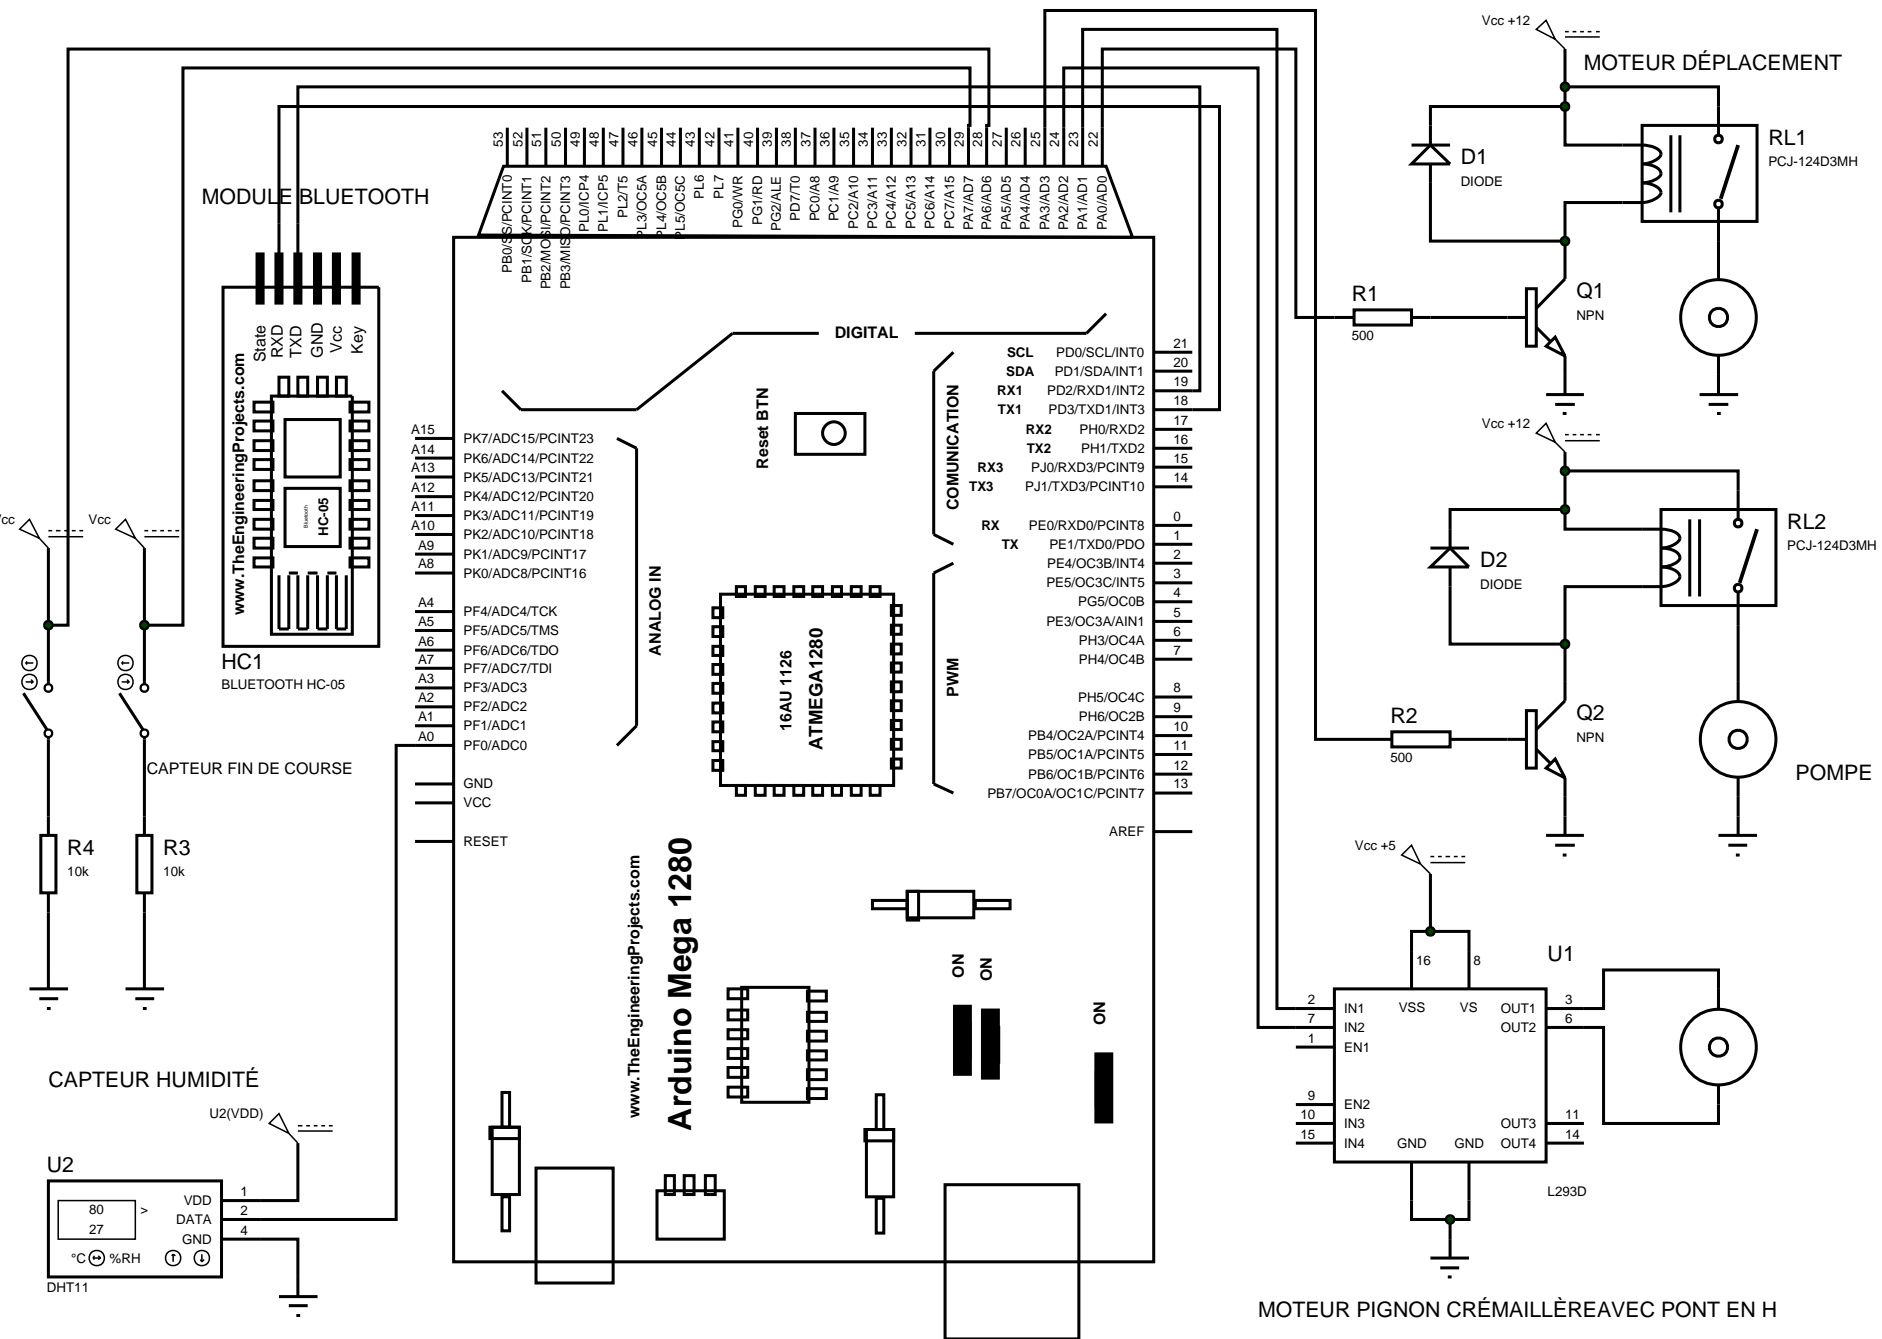 Vcc +12
MOTEUR DÉPLACEMENT
RL1
PCJ-124D3MH
D1
DIODE
Q1
NPN
R1
500
53
52
51
50
49
48
47
46
45
44
43
42
41
40
39
38
37
36
35
34
33
32
31
30
29
28
27
26
25
24
23
22
PB0/SS/PCINT0
PB1/SCK/PCINT1
PB2/MOSI/PCINT2
PB3/MISO/PCINT3
PL0/ICP4
PL1/ICP5
PL2/T5
PL3/OC5A
PL4/OC5B
PL5/OC5C
PL6
PL7
PG0/WR
PG1/RD
PG2/ALE
PD7/T0
PC0/A8
PC1/A9
PC2/A10
PC3/A11
PC4/A12
PC5/A13
PC6/A14
PC7/A15
PA7/AD7
PA6/AD6
PA5/AD5
PA4/AD4
PA3/AD3
PA2/AD2
PA1/AD1
PA0/AD0
MODULE BLUETOOTH
State
RXD
TXD
GND
Vcc
Key
www.TheEngineeringProjects.com
Bluetooth
HC-05
HC1
BLUETOOTH HC-05
Vcc
CAPTEUR FIN DE COURSE
R4
10k
R3
10k
DIGITAL
Reset BTN
COMUNICATION
SCL PD0/SCL/INT0 21
SDA PD1/SDA/INT1 20
RX1 PD2/RXD1/INT2 19
TX1 PD3/TXD1/INT3 18
RX2 PH0/RXD2 17
TX2 PH1/TXD2 16
RX3 PJ0/RXD3/PCINT9 15
TX3 PJ1/TXD3/PCINT10 14
RX PE0/RXD0/PCINT8 0
TX PE1/TXD0/PDO 1
PWM
PE4/OC3B/INT4 2
PE5/OC3C/INT5 3
PG5/OC0B 4
PE3/OC3A/AIN1 5
PH3/OC4A 6
PH4/OC4B 7
PH5/OC4C 8
PH6/OC2B 9
PB4/OC2A/PCINT4 10
PB5/OC1A/PCINT5 11
PB6/OC1B/PCINT6 12
PB7/OC0A/OC1C/PCINT7 13
AREF
A15 PK7/ADC15/PCINT23
A14 PK6/ADC14/PCINT22
A13 PK5/ADC13/PCINT21
A12 PK4/ADC12/PCINT20
A11 PK3/ADC11/PCINT19
A10 PK2/ADC10/PCINT18
A9 PK1/ADC9/PCINT17
A8 PK0/ADC8/PCINT16
A4 PF4/ADC4/TCK
A5 PF5/ADC5/TMS
A6 PF6/ADC6/TDO
A7 PF7/ADC7/TDI
A3 PF3/ADC3
A2 PF2/ADC2
A1 PF1/ADC1
A0 PF0/ADC0
GND
VCC
RESET
ANALOG IN
16AU 1126
ATMEGA1280
www.TheEngineeringProjects.com
Arduino Mega 1280
ON
ON
ON
Vcc +12
RL2
PCJ-124D3MH
D2
DIODE
Q2
NPN
R2
500
POMPE
Vcc +5
U1
16
8
2 IN1 VSS VS OUT1 3
7 IN2 OUT2 6
1 EN1
9 EN2
10 IN3 OUT3 11
15 IN4 GND GND OUT4 14
L293D
MOTEUR PIGNON CRÉMAILLÈREAVEC PONT EN H
CAPTEUR HUMIDITÉ
U2(VDD)
U2
80 > VDD 1
27 DATA 2
GND 4
°C %RH
DHT11